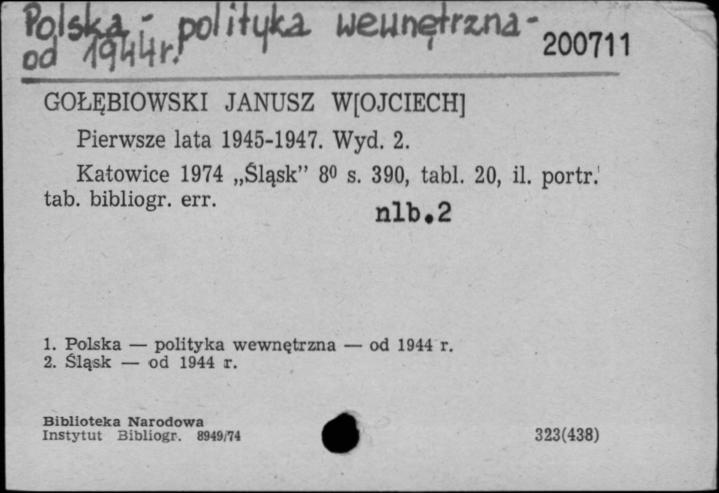 Polska - polityka wewnętrzna -
od 1944 r.
200711
GOŁĘBIOWSKI JANUSZ W[OJCIECH]
Pierwsze lata 1945-1947. Wyd. 2.
Katowice 1974 „Śląsk” 8⁰ s. 390, tabl. 20, il. portr.
tab. bibliogr. err.
nlb.2
1. Polska — polityka wewnętrzna — od 1944 r.
2. Śląsk — od 1944 r.
Biblioteka Narodowa
Instytut Bibliogr. 8949/74
323(438)